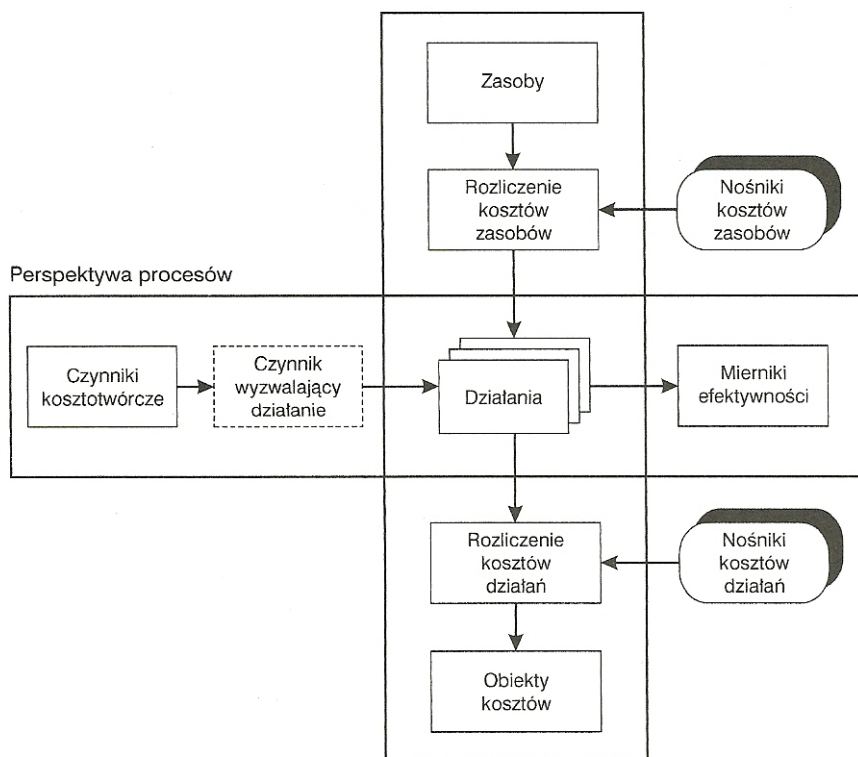 Zasoby
Rozliczenie
kosztów
zasobów
Nośniki
kosztów
zasobów
Perspektywa procesów
Czynniki
kosztotwórcze
Czynnik
wyzwalający
działanie
Działania
Mierniki
efektywności
Rozliczenie
kosztów
działań
Nośniki
kosztów
działań
Obiekty
kosztów